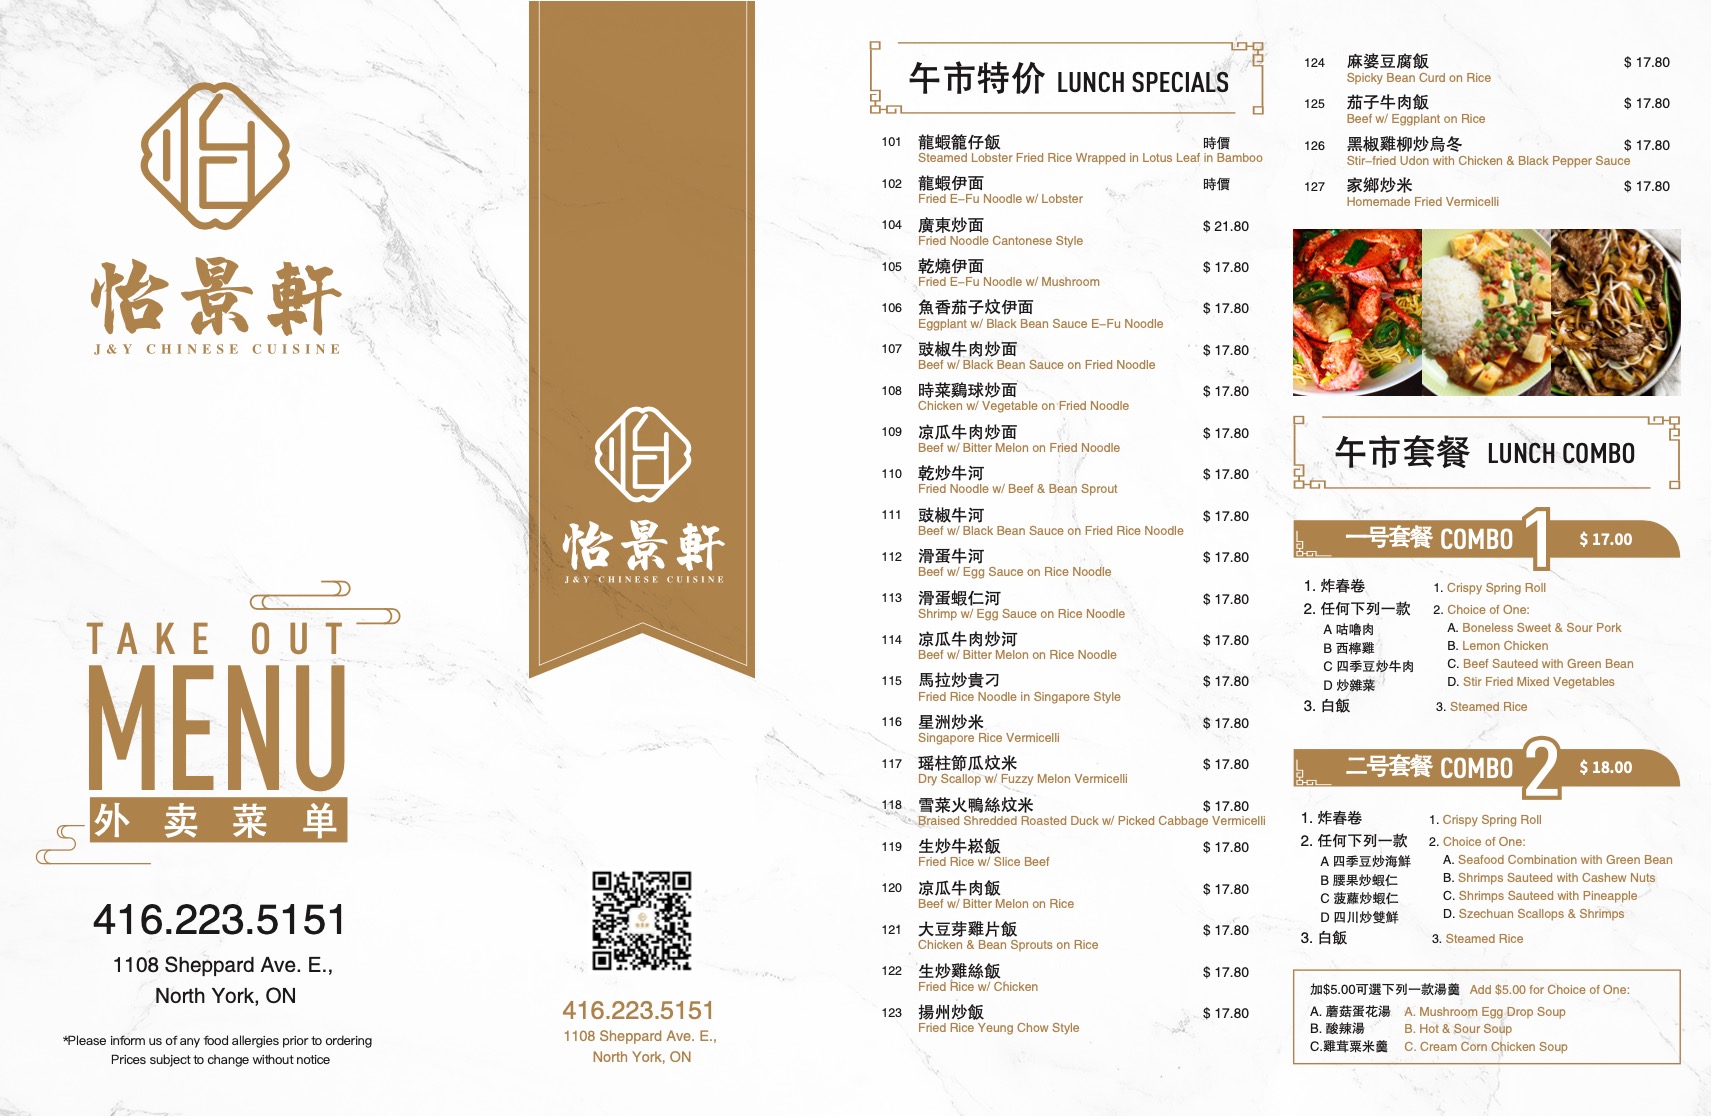 怡景軒
J&Y CHINESE CUISINE
TAKE OUT
MENU
外卖菜单
416.223.5151
1108 Sheppard Ave. E.,
North York, ON
*Please inform us of any food allergies prior to ordering
Prices subject to change without notice
怡景軒
J&Y CHINESE CUISINE
416.223.5151
1108 Sheppard Ave. E.,
North York, ON
午市特价 LUNCH SPECIALS
101 龍蝦籠仔飯 時價
Steamed Lobster Fried Rice Wrapped in Lotus Leaf in Bamboo
102 龍蝦伊面 時價
Fried E-Fu Noodle w/ Lobster
104 廣東炒面 $ 21.80
Fried Noodle Cantonese Style
105 乾燒伊面 $ 17.80
Fried E-Fu Noodle w/ Mushroom
106 魚香茄子炆伊面 $ 17.80
Eggplant w/ Black Bean Sauce E-Fu Noodle
107 豉椒牛肉炒面 $ 17.80
Beef w/ Black Bean Sauce on Fried Noodle
108 時菜鷄球炒面 $ 17.80
Chicken w/ Vegetable on Fried Noodle
109 凉瓜牛肉炒面 $ 17.80
Beef w/ Bitter Melon on Fried Noodle
110 乾炒牛河 $ 17.80
Fried Noodle w/ Beef & Bean Sprout
111 豉椒牛河 $ 17.80
Beef w/ Black Bean Sauce on Fried Rice Noodle
112 滑蛋牛河 $ 17.80
Beef w/ Egg Sauce on Rice Noodle
113 滑蛋蝦仁河 $ 17.80
Shrimp w/ Egg Sauce on Rice Noodle
114 凉瓜牛肉炒河 $ 17.80
Beef w/ Bitter Melon on Rice Noodle
115 馬拉炒貴刁 $ 17.80
Fried Rice Noodle in Singapore Style
116 星洲炒米 $ 17.80
Singapore Rice Vermicelli
117 瑶柱節瓜炆米 $ 17.80
Dry Scallop w/ Fuzzy Melon Vermicelli
118 雪菜火鴨絲炆米 $ 17.80
Braised Shredded Roasted Duck w/ Picked Cabbage Vermicelli
119 生炒牛崧飯 $ 17.80
Fried Rice w/ Slice Beef
120 凉瓜牛肉飯 $ 17.80
Beef w/ Bitter Melon on Rice
121 大豆芽雞片飯 $ 17.80
Chicken & Bean Sprouts on Rice
122 生炒雞絲飯 $ 17.80
Fried Rice w/ Chicken
123 揚州炒飯 $ 17.80
Fried Rice Yeung Chow Style
124 麻婆豆腐飯 $ 17.80
Spicky Bean Curd on Rice
125 茄子牛肉飯 $ 17.80
Beef w/ Eggplant on Rice
126 黑椒雞柳炒烏冬 $ 17.80
Stir-fried Udon with Chicken & Black Pepper Sauce
127 家鄉炒米 $ 17.80
Homemade Fried Vermicelli
午市套餐 LUNCH COMBO
一号套餐 COMBO 1 $ 17.00
1. 炸春卷 1. Crispy Spring Roll
2. 任何下列一款 2. Choice of One:
A 咕嚕肉 A. Boneless Sweet & Sour Pork
B 西檸雞 B. Lemon Chicken
C 四季豆炒牛肉 C. Beef Sauteed with Green Bean
D 炒雜菜 D. Stir Fried Mixed Vegetables
3. 白飯 3. Steamed Rice
二号套餐 COMBO 2 $ 18.00
1. 炸春卷 1. Crispy Spring Roll
2. 任何下列一款 2. Choice of One:
A 四季豆炒海鮮 A. Seafood Combination with Green Bean
B 腰果炒蝦仁 B. Shrimps Sauteed with Cashew Nuts
C 菠蘿炒蝦仁 C. Shrimps Sauteed with Pineapple
D 四川炒雙鮮 D. Szechuan Scallops & Shrimps
3. 白飯 3. Steamed Rice
加$5.00可選下列一款湯羹 Add $5.00 for Choice of One:
A. 蘑菇蛋花湯 A. Mushroom Egg Drop Soup
B. 酸辣湯 B. Hot & Sour Soup
C.雞茸粟米羹 C. Cream Corn Chicken Soup